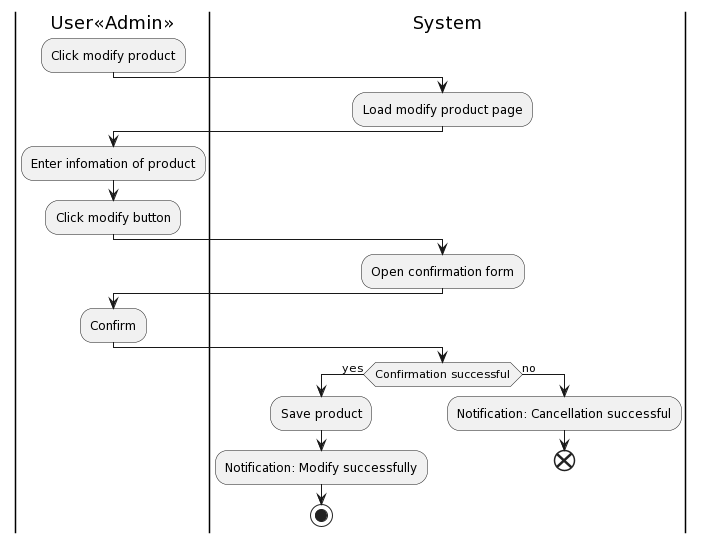 User«Admin»
System
Click modify product
Load modify product page
Enter infomation of product
Click modify button
Open confirmation form
Confirm
yes
Confirmation successful
no
Save product
Notification: Cancellation successful
Notification: Modify successfully